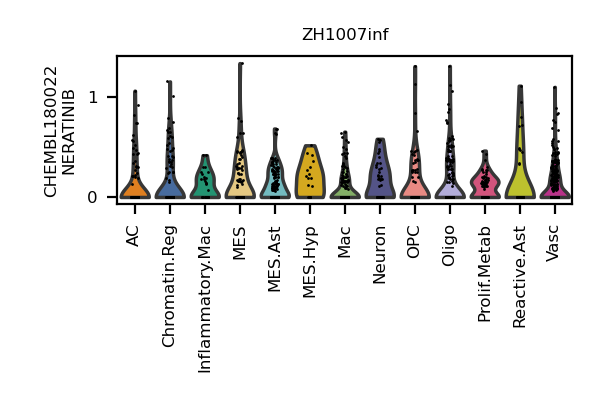 ZH1007inf
CHEMBL180022
NERATINIB
1
0
AC
Chromatin.Reg
Inflammatory.Mac
MES
MES.Ast
MES.Hyp
Mac
Neuron
OPC
Oligo
Prolif.Metab
Reactive.Ast
Vasc